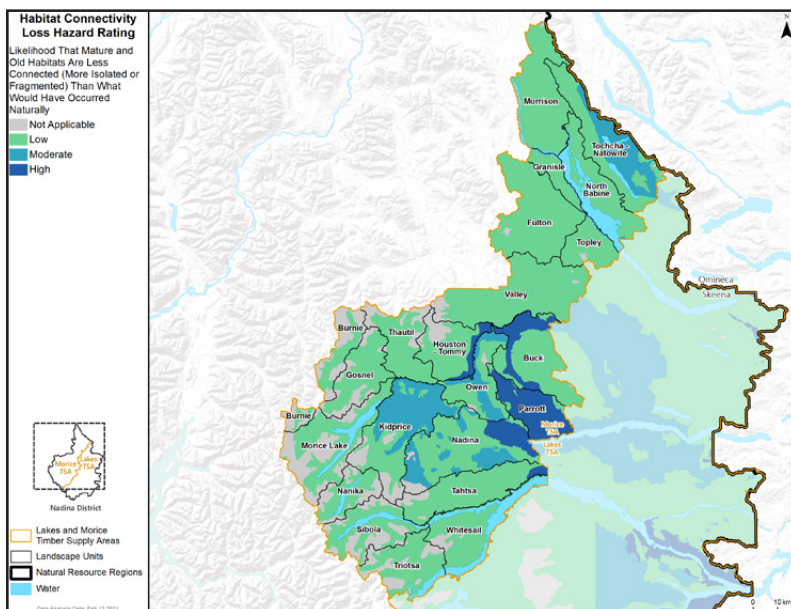 Habitat Connectivity
Loss Hazard Rating
Likelihood That Mature and
Old Habitats Are Less
Connected (More Isolated or
Fragmented) Than What
Would Have Occurred
Naturally
Not Applicable
Low
Moderate
High
Morice
TSA
Lakes
TSA
Nadina District
Lakes and Morice
Timber Supply Areas
Landscape Units
Natural Resource Regions
Water
N
Morrison
Tochcha -
Natowite
Granisle
North
Babine
Fulton
Topley
Omineca
Skeena
Valley
Burnie
Thautil
Houston
- Tommy
Buck
Gosnel
Owen
Burnie
Parrott
Kidprice
Morice
TSA
Morice Lake
Nadina
Lakes
TSA
Nanika
Tahtsa
Sibola
Whitesail
Triotsa
0
10 km